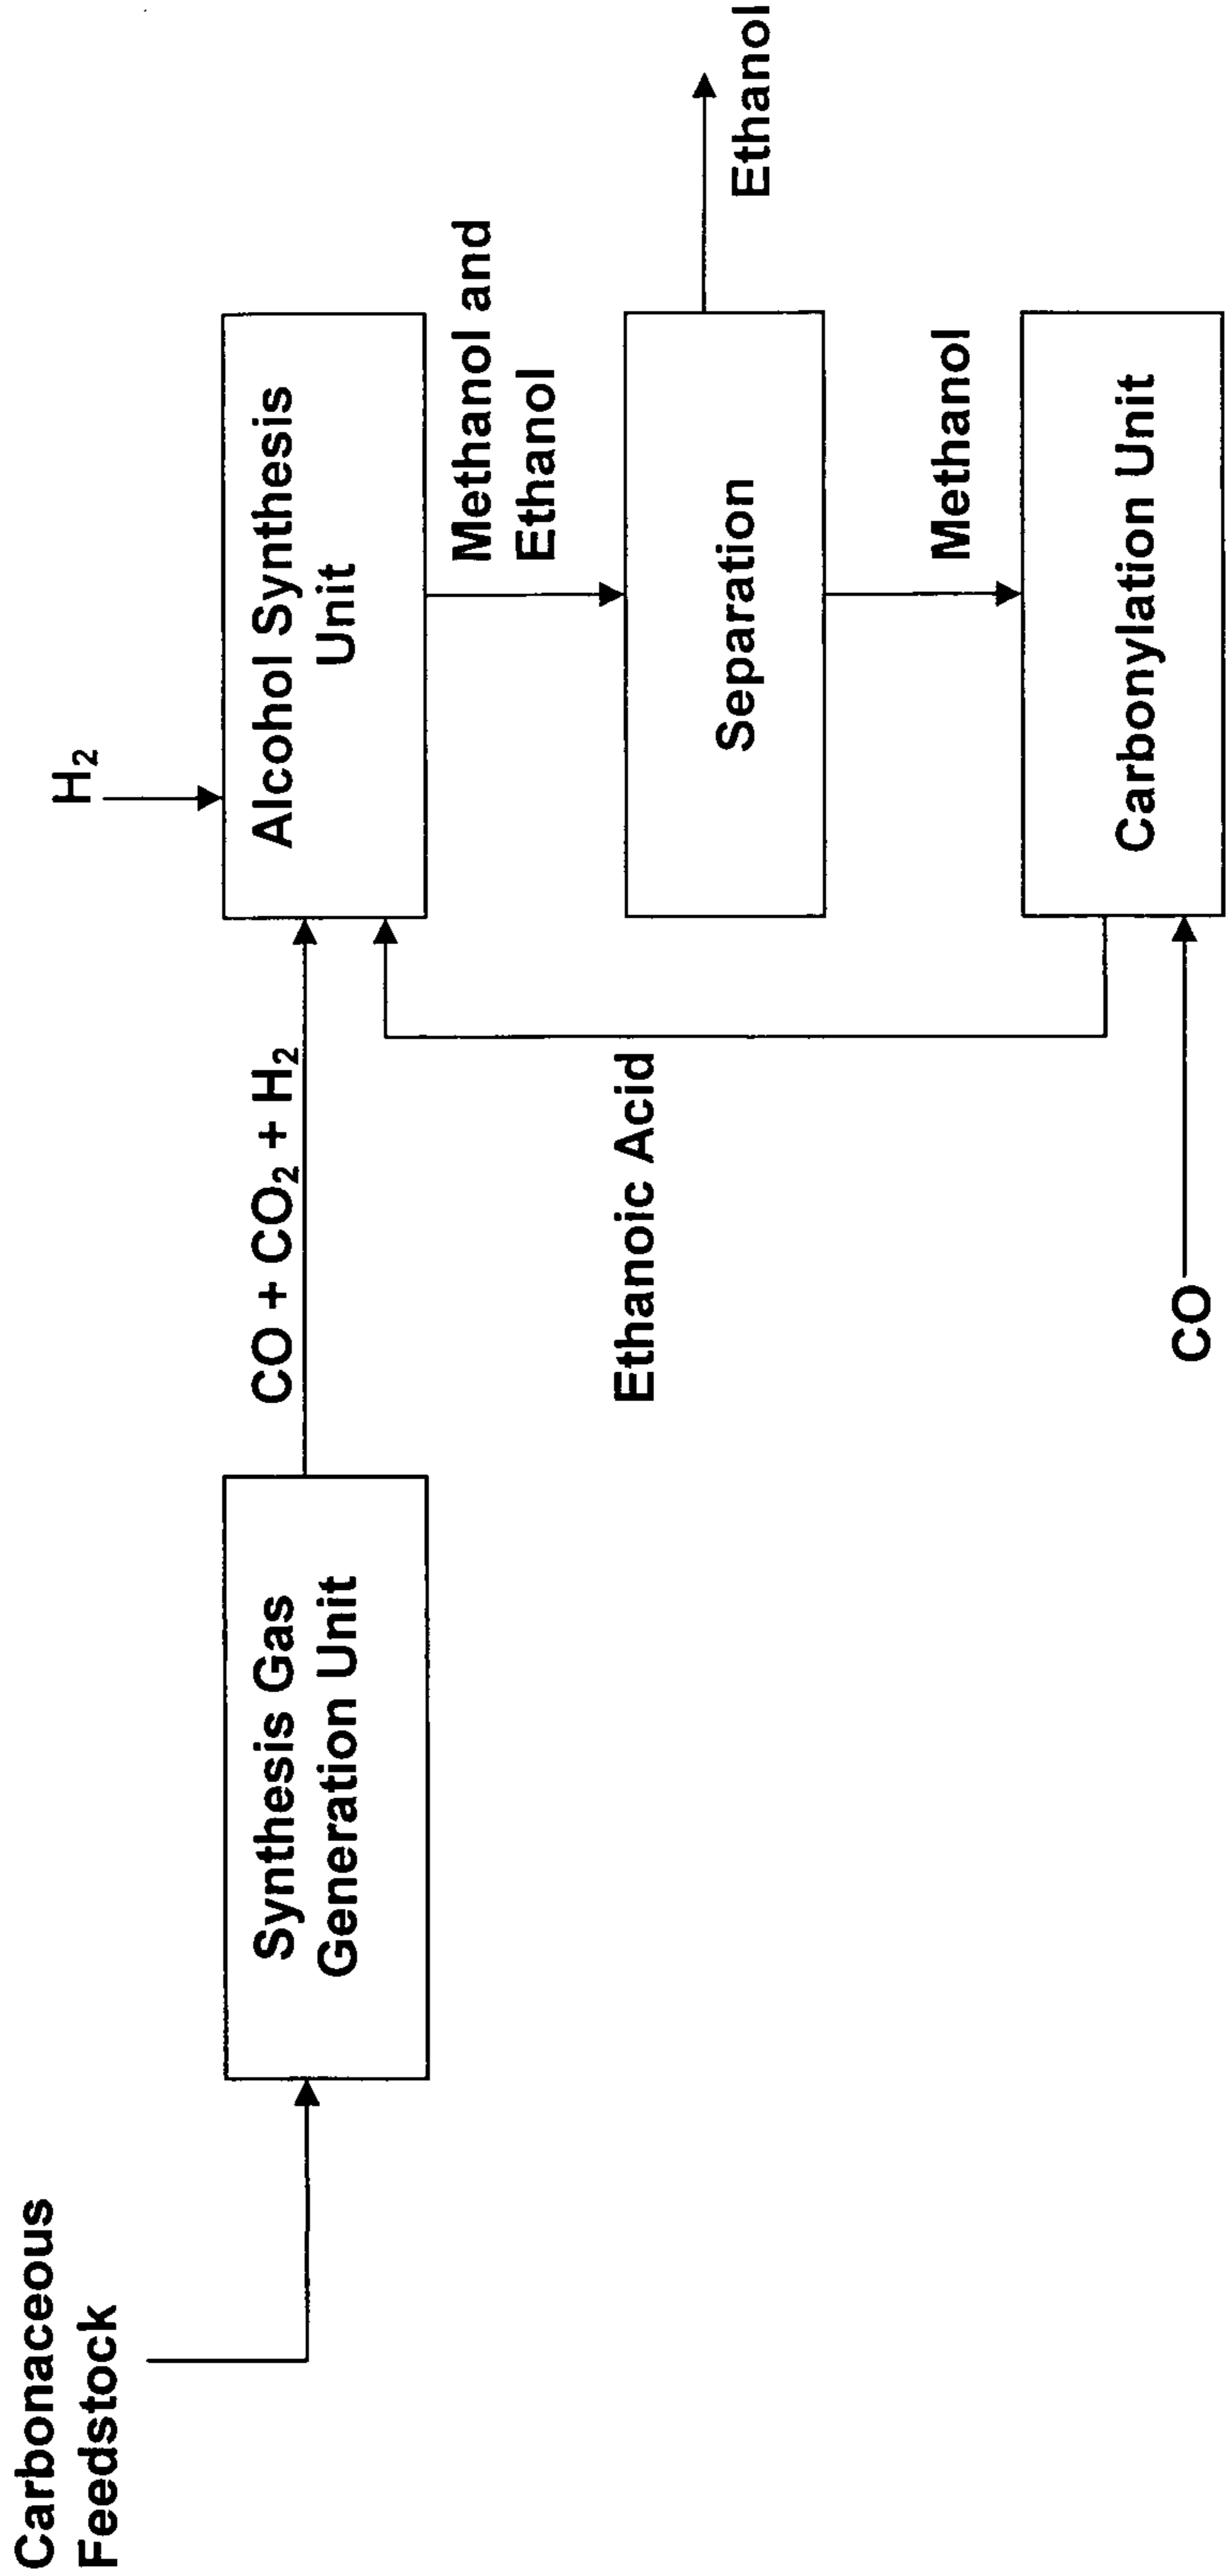 Carbonaceous
Feedstock
Synthesis Gas
Generation Unit
CO + CO₂ + H₂
H₂
Alcohol Synthesis
Unit
Methanol and
Ethanol
Ethanoic Acid
Separation
Ethanol
Methanol
CO
Carbonylation Unit